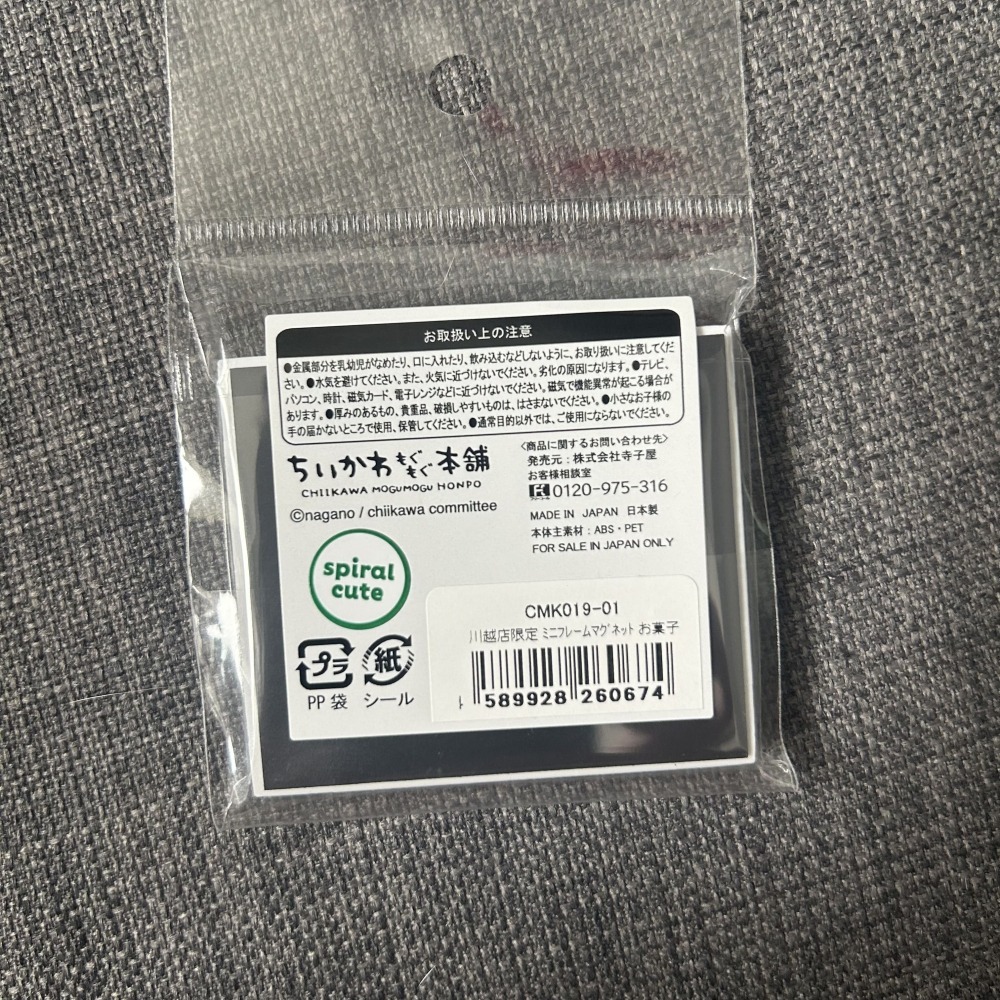 お取扱い上の注意
●金属部分を乳幼児がなめたり、口に入れたり、飲み込むなどしないように、お取り扱いに注意してくだ
さい。●水気を避けてください。また、火気に近づけないでください。劣化の原因になります。●テレビ、
パソコン、時計、磁気カード、電子レンジなどに近づけないでください。磁気で機能異常が起こる場合が
あります。●厚みのあるもの、貴重品、破損しやすいものは、はさまないでください。●小さなお子様の
手の届かないところで使用、保管してください。●通常目的以外では、ご使用にならないでください。
ちいかわもぐもぐ本舗
CHIIKAWA MOGUMOGU HONPO
©nagano / chiikawa committee
spiral
cute
プラ
紙
PP 袋 シール
〈商品に関するお問い合わせ先〉
発売元：株式会社寺子屋
お客様相談室
0120-975-316
MADE IN JAPAN 日本製
本体主素材：ABS・PET
FOR SALE IN JAPAN ONLY
CMK019-01
川越店限定 ミニフレームマグネット お菓子
589928 260674